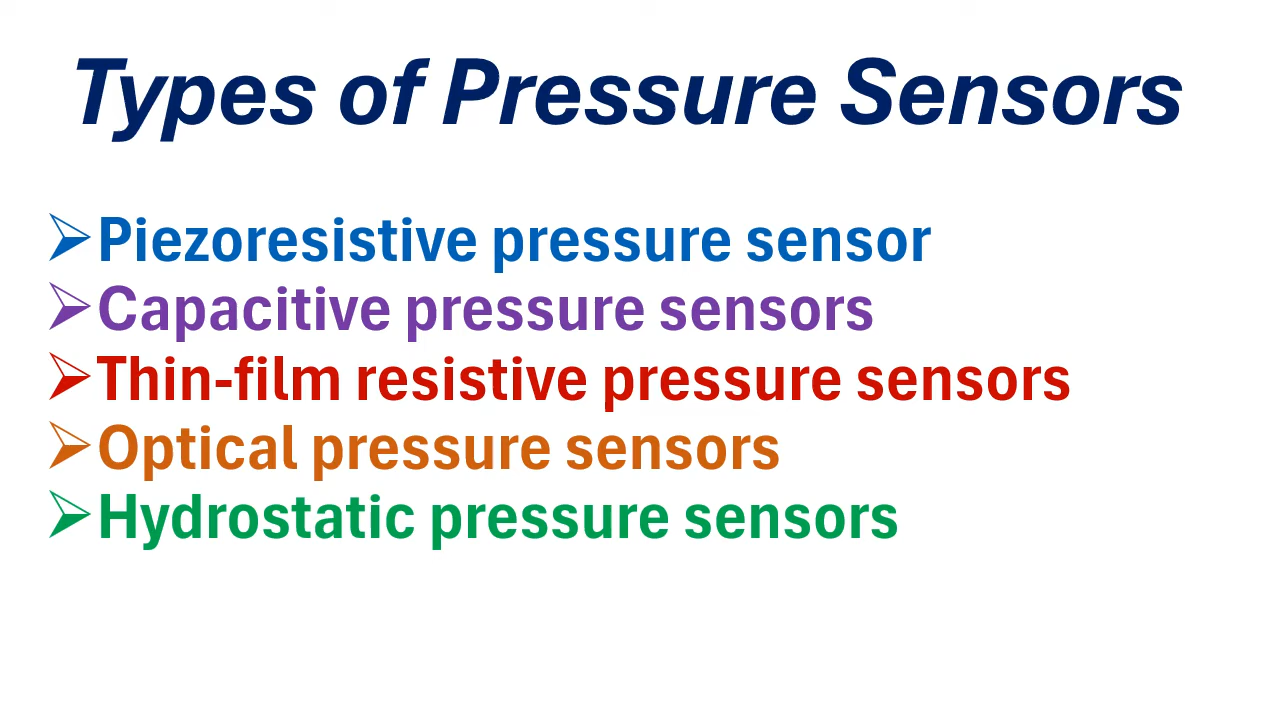 Types of Pressure Sensors
➢Piezoresistive pressure sensor
➢Capacitive pressure sensors
➢Thin-film resistive pressure sensors
➢Optical pressure sensors
➢Hydrostatic pressure sensors